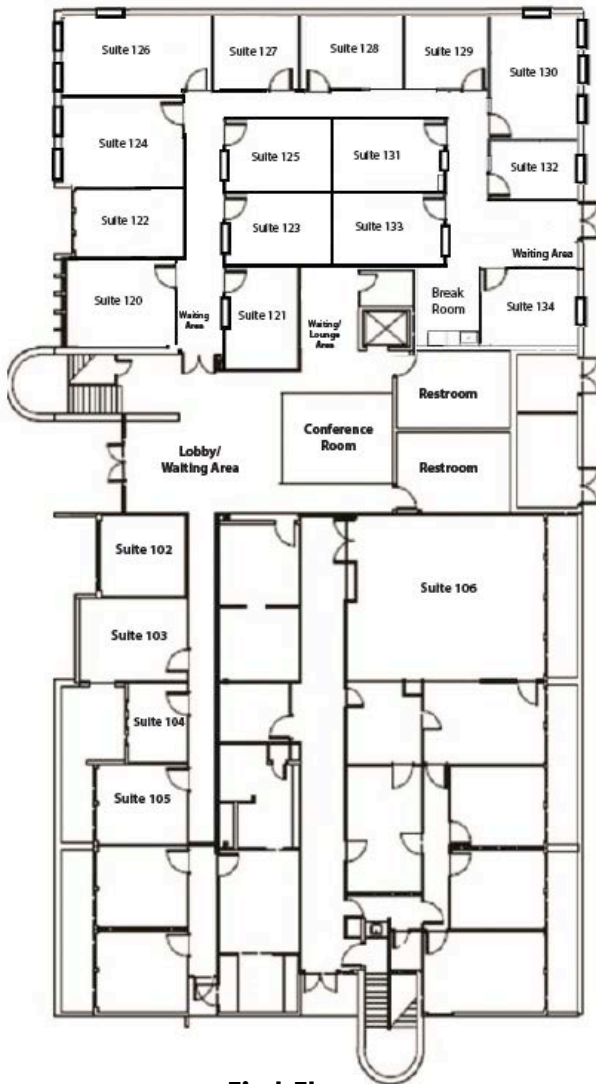 Suite 126
Suite 127
Suite 128
Suite 129
Suite 130
Suite 124
Suite 125
Suite 131
Suite 132
Suite 122
Suite 123
Suite 133
Waiting Area
Suite 120
Waiting
Area
Suite 121
Waiting/
Lounge
Area
Break
Room
Suite 134
Restroom
Conference
Room
Lobby/
Waiting Area
Restroom
Suite 102
Suite 106
Suite 103
Suite 104
Suite 105